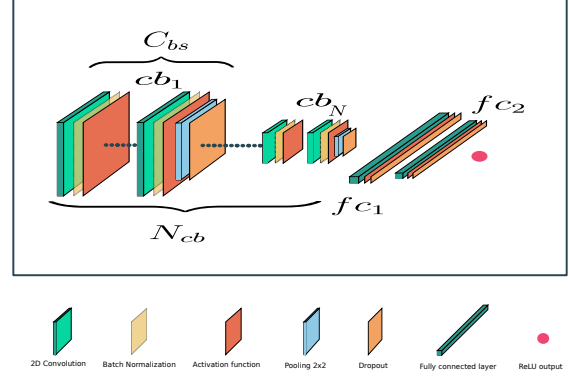 C_bs
cb_1
cb_N
fc_2
fc_1
N_cb
2D Convolution
Batch Normalization
Activation function
Pooling 2x2
Dropout
Fully connected layer
ReLU output